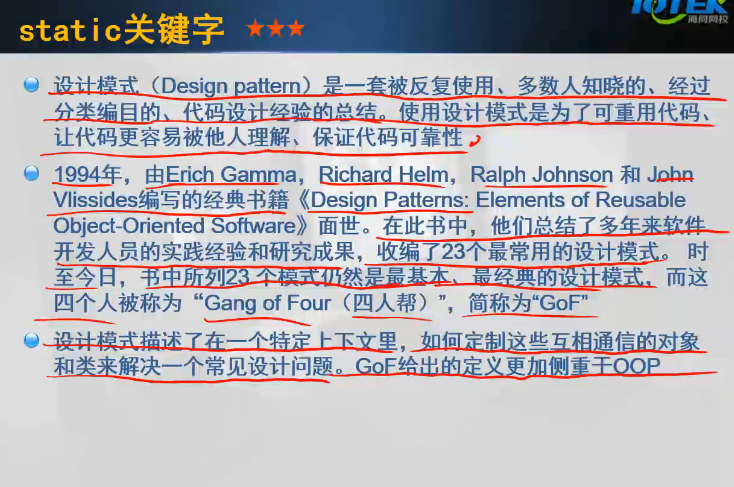 static关键字 ★★★
IOTEK
海同网校
设计模式（Design pattern）是一套被反复使用、多数人知晓的、经过
分类编目的、代码设计经验的总结。使用设计模式是为了可重用代码、
让代码更容易被他人理解、保证代码可靠性
1994年，由Erich Gamma，Richard Helm，Ralph Johnson 和 John
Vlissides编写的经典书籍《Design Patterns: Elements of Reusable
Object-Oriented Software》面世。在此书中，他们总结了多年来软件
开发人员的实践经验和研究成果，收编了23个最常用的设计模式。 时
至今日，书中所列23 个模式仍然是最基本、最经典的设计模式，而这
四个人被称为“Gang of Four（四人帮）”，简称为“GoF”
设计模式描述了在一个特定上下文里，如何定制这些互相通信的对象
和类来解决一个常见设计问题。GoF给出的定义更加侧重于OOP